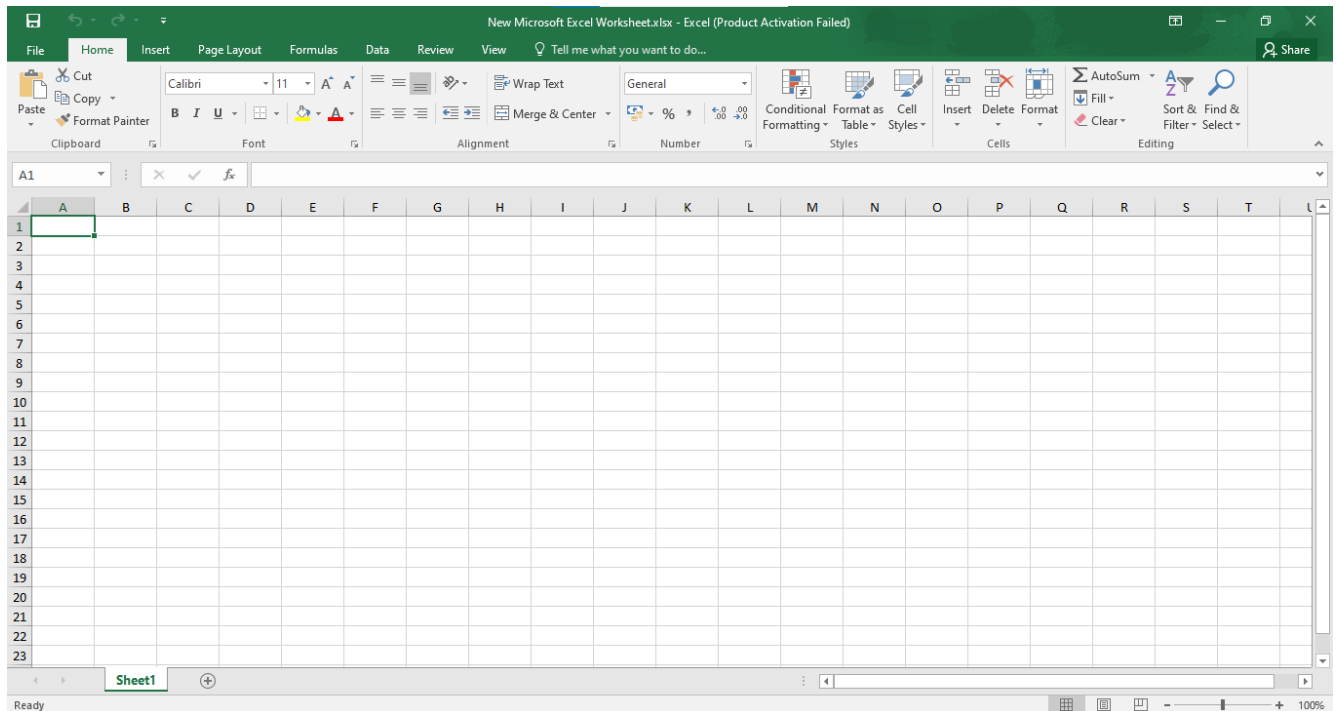 New Microsoft Excel Worksheet.xlsx - Excel (Product Activation Failed)
File Home Insert Page Layout Formulas Data Review View Tell me what you want to do... Share
Cut
Copy
Format Painter
Paste
Clipboard
Calibri 11
B I U
Font
Wrap Text
Merge & Center
Alignment
General
%
Number
Conditional Formatting
Format as Table
Cell Styles
Styles
Insert Delete Format
Cells
AutoSum
Fill
Clear
Sort & Filter
Find & Select
Editing
A1 fx
A B C D E F G H I J K L M N O P Q R S T U
1
2
3
4
5
6
7
8
9
10
11
12
13
14
15
16
17
18
19
20
21
22
23
Sheet1
Ready 100%